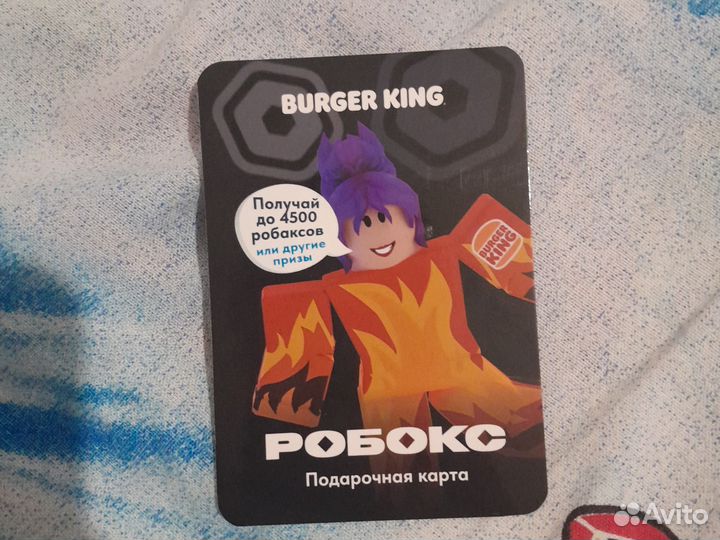 BURGER KING
Получай
до 4500
робаксов
или другие
призы
BURGER
KING
РОБОКС
Подарочная карта
Avito